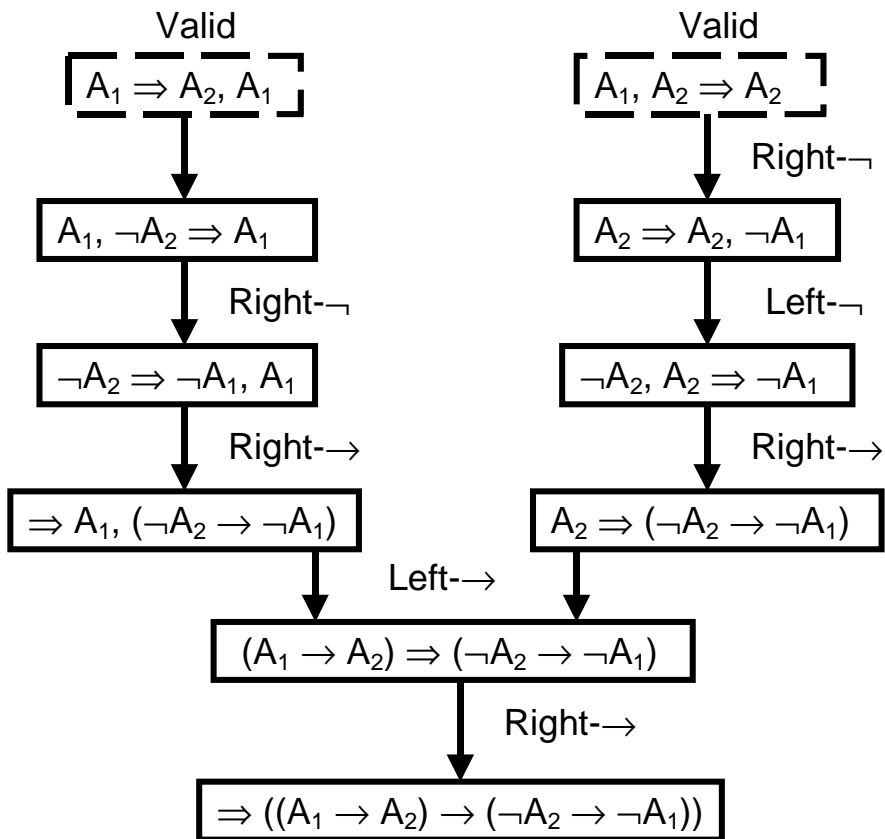 Valid Valid
A₁ ⇒ A₂, A₁ A₁, A₂ ⇒ A₂
Right-¬
A₁, ¬A₂ ⇒ A₁ A₂ ⇒ A₂, ¬A₁
Right-¬ Left-¬
¬A₂ ⇒ ¬A₁, A₁ ¬A₂, A₂ ⇒ ¬A₁
Right-→ Right-→
⇒ A₁, (¬A₂ → ¬A₁) A₂ ⇒ (¬A₂ → ¬A₁)
Left-→
(A₁ → A₂) ⇒ (¬A₂ → ¬A₁)
Right-→
⇒ ((A₁ → A₂) → (¬A₂ → ¬A₁))